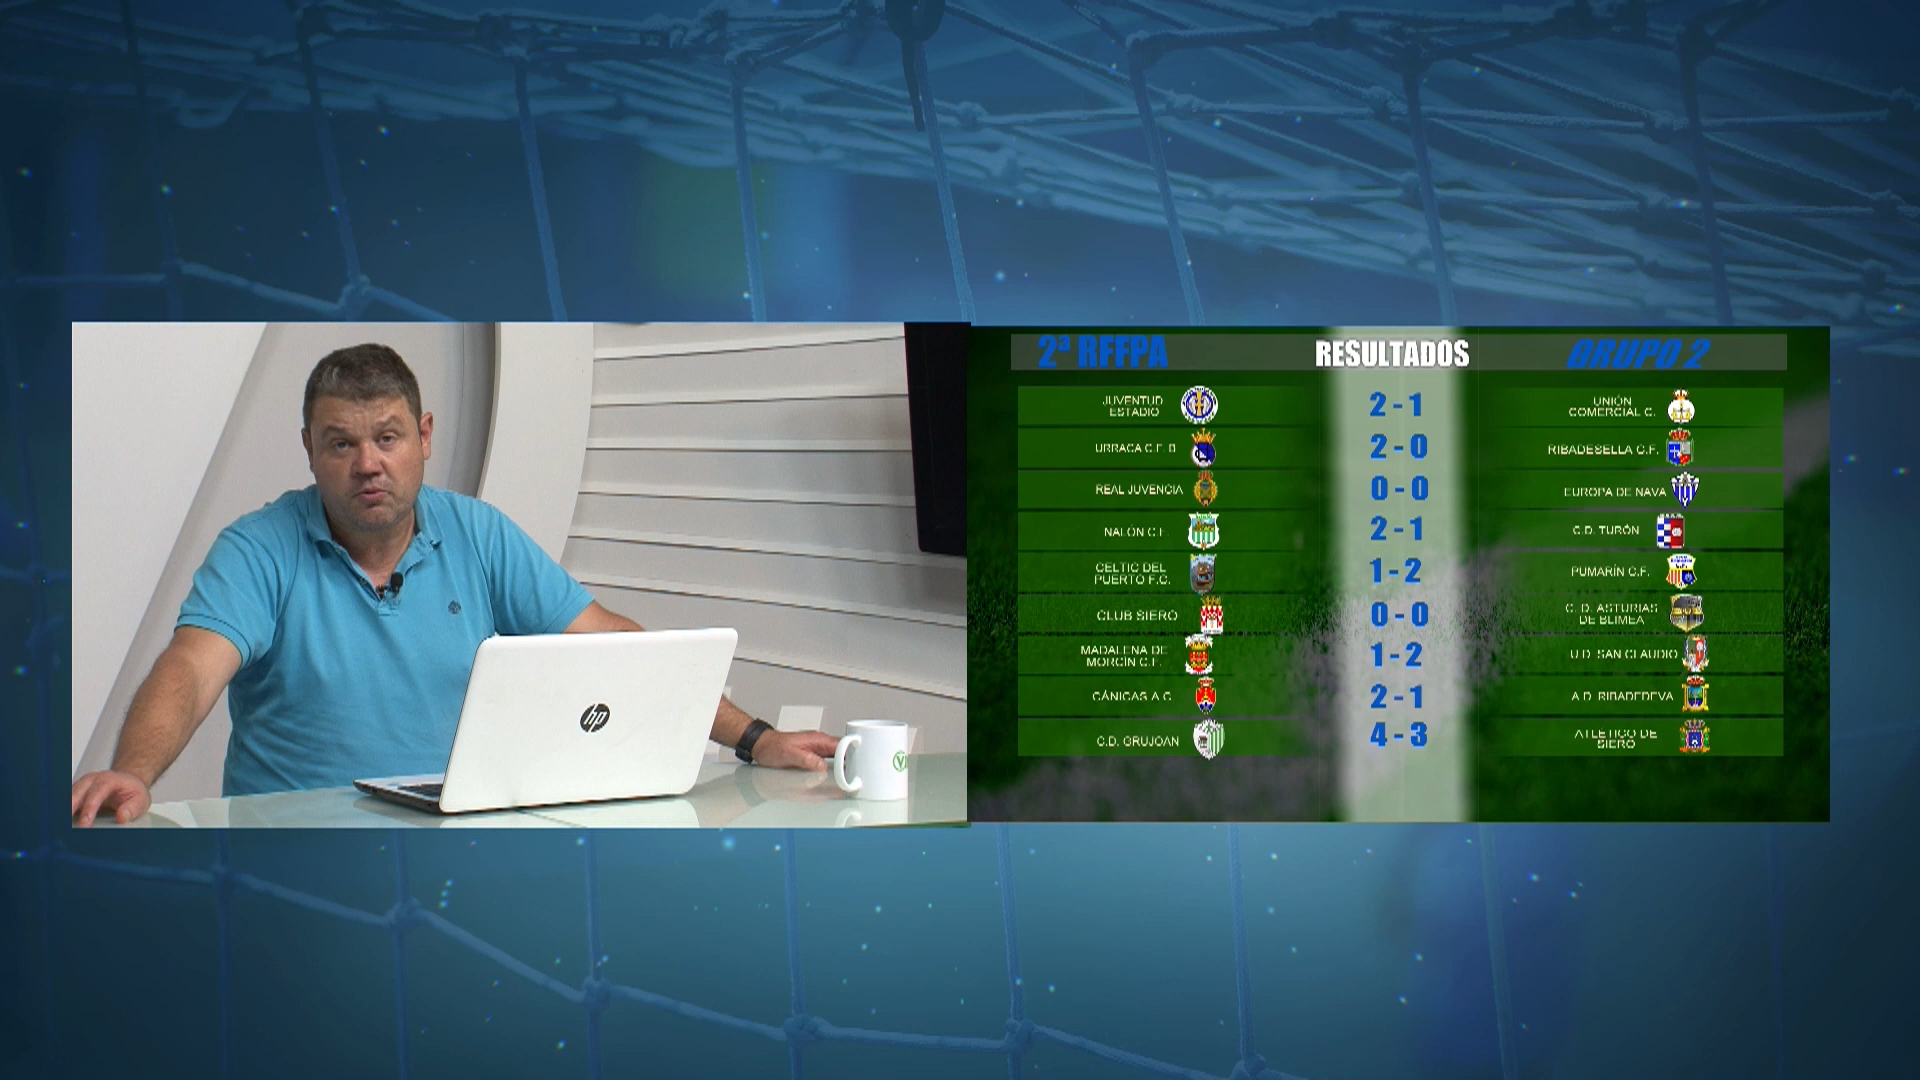 2ª RFFPA RESULTADOS GRUPO 2
JUVENTUD
ESTADIO
2 - 1
UNIÓN
COMERCIAL C.
URRACA C.F. B
2 - 0
RIBADESELLA C.F.
REAL JUVENCIA
0 - 0
EUROPA DE NAVA
NALÓN C.F.
2 - 1
C.D. TURÓN
CELTIC DEL
PUERTO F.C.
1 - 2
PUMARÍN C.F.
CLUB SIERO
0 - 0
C. D. ASTURIAS
DE BLIMEA
MADALENA DE
MORCÍN C.F.
1 - 2
U.D. SAN CLAUDIO
CÁNICAS A.C.
2 - 1
A.D. RIBADEDEVA
C.D. GRUJOAN
4 - 3
ATLÉTICO DE
SIERO
hp